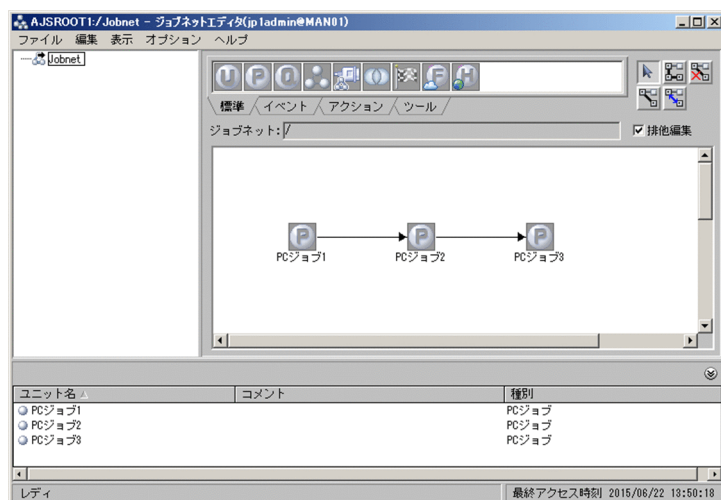 AJSROOT1:/Jobnet - ジョブネットエディタ(jp1admin@MAN01)
ファイル 編集 表示 オプション ヘルプ
Jobnet
U P Q F
標準 イベント アクション ツール
ジョブネット: /
排他編集
P P P
PCジョブ1 PCジョブ2 PCジョブ3
ユニット名 コメント 種別
PCジョブ1 PCジョブ
PCジョブ2 PCジョブ
PCジョブ3 PCジョブ
レディ 最終アクセス時刻 2015/06/22 13:50:18